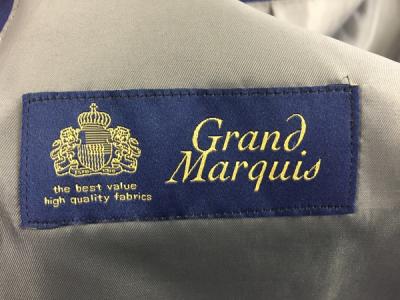 Grand
Marquis
the best value
high quality fabrics